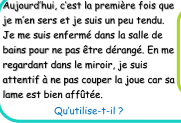 Aujourd'hui, c'est la première fois que
je m'en sers et je suis un peu tendu.
Je me suis enfermé dans la salle de
bains pour ne pas être dérangé. En me
regardant dans le miroir, je suis
attentif à ne pas couper la joue car sa
lame est bien affûtée.
Qu'utilise-t-il ?